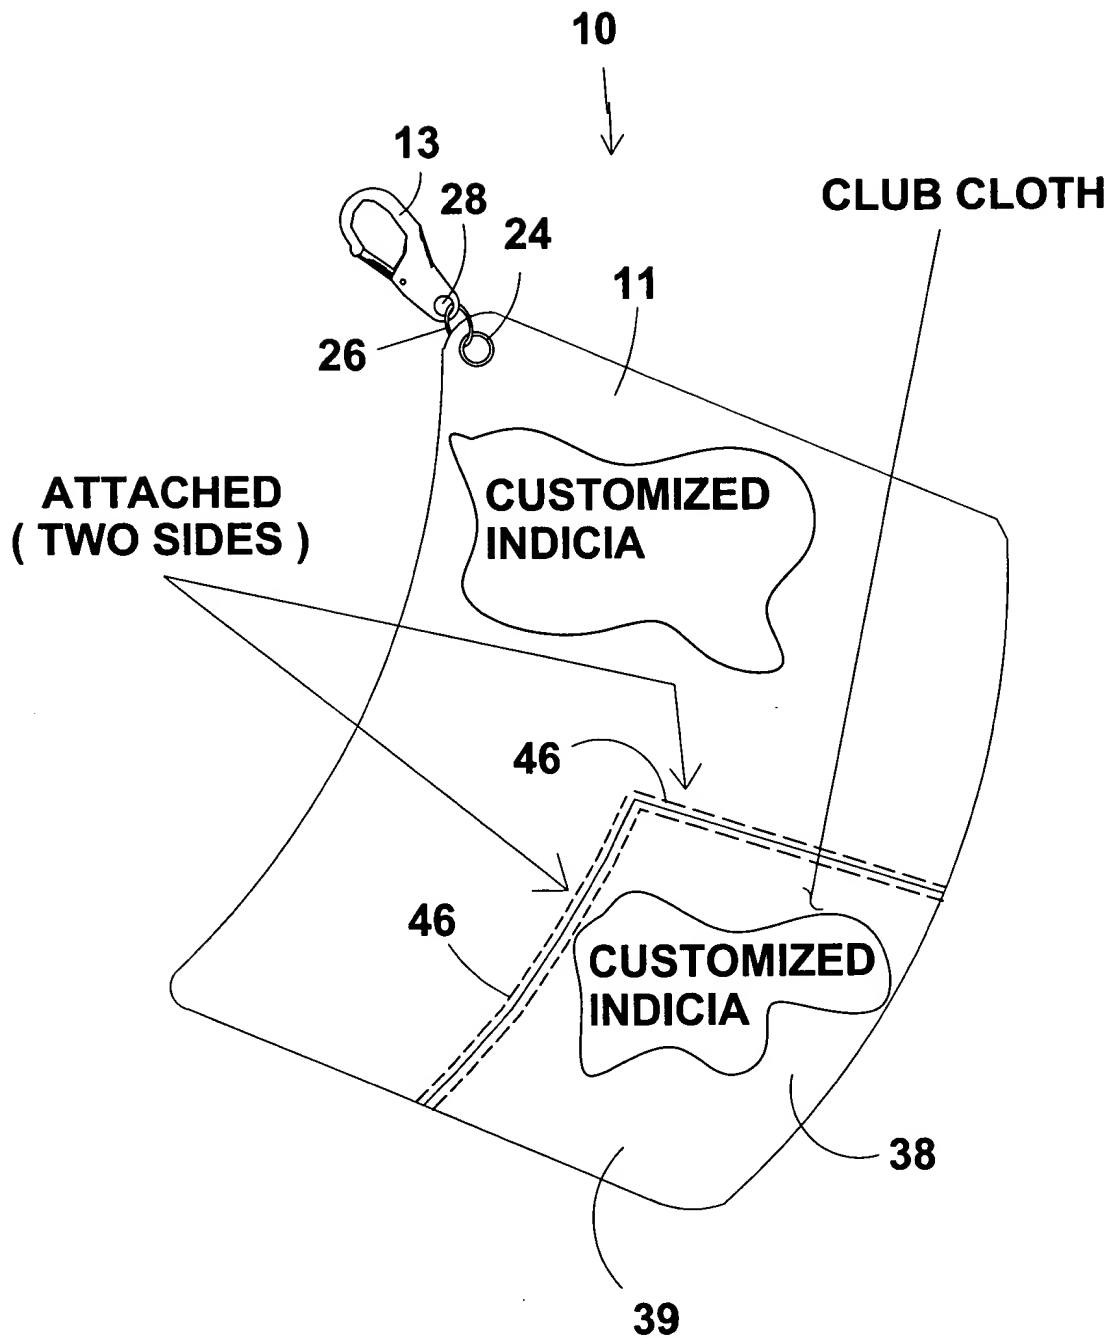 10
13
28
CLUB CLOTH
24
11
26
ATTACHED
( TWO SIDES )
CUSTOMIZED
INDICIA
46
46
CUSTOMIZED
INDICIA
38
39